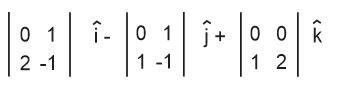 | 0 1 | î - | 0 1 | ĵ + | 0 0 | k̂
| 2 -1 | | 1 -1 | | 1 2 |